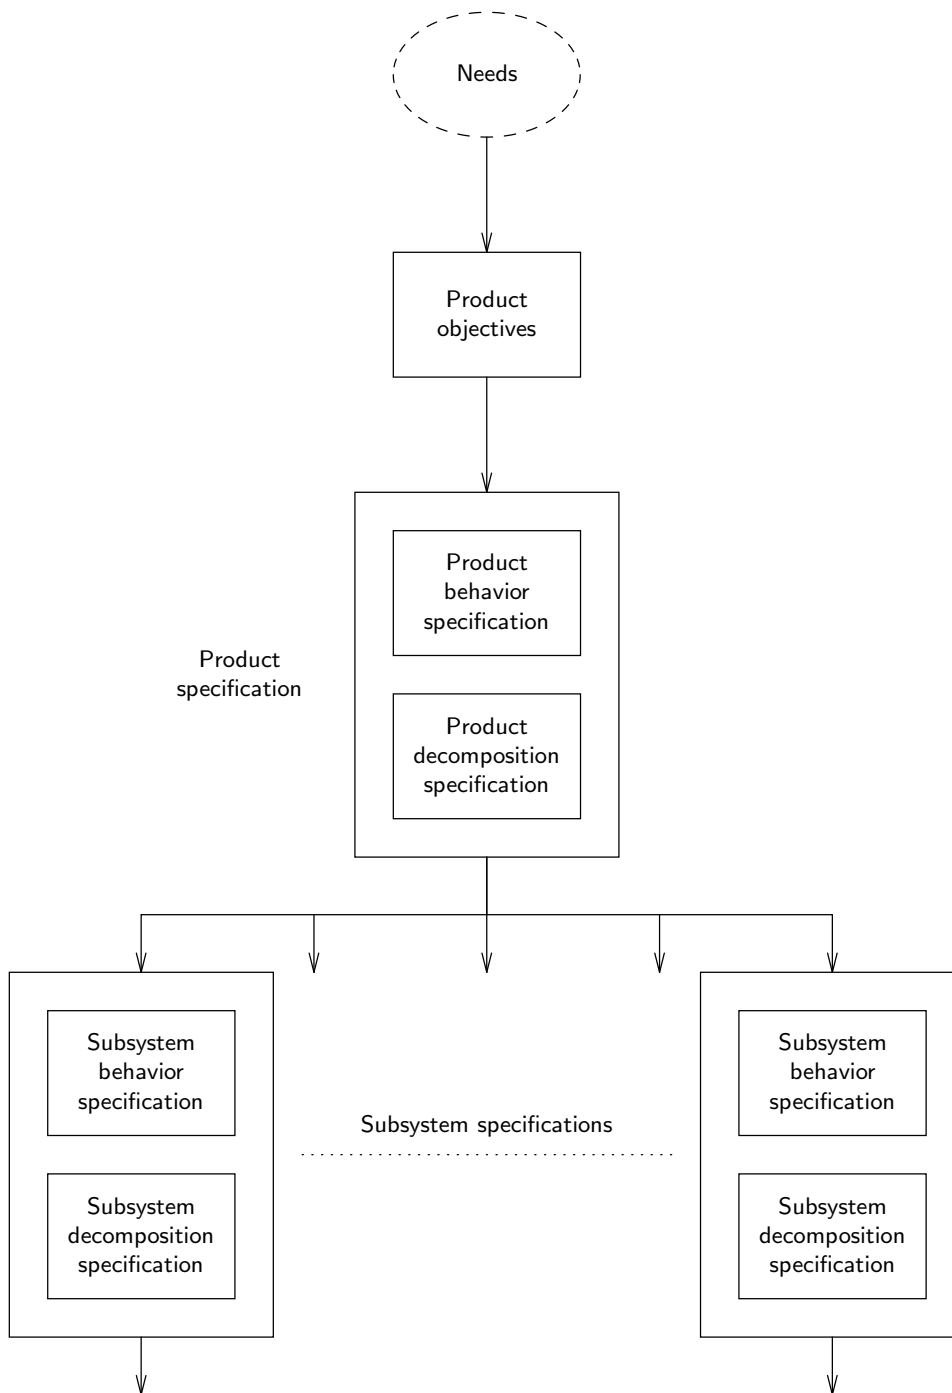 Needs
Product
objectives
Product
behavior
specification
Product
specification
Product
decomposition
specification
Subsystem
behavior
specification
Subsystem
behavior
specification
Subsystem specifications
Subsystem
decomposition
specification
Subsystem
decomposition
specification